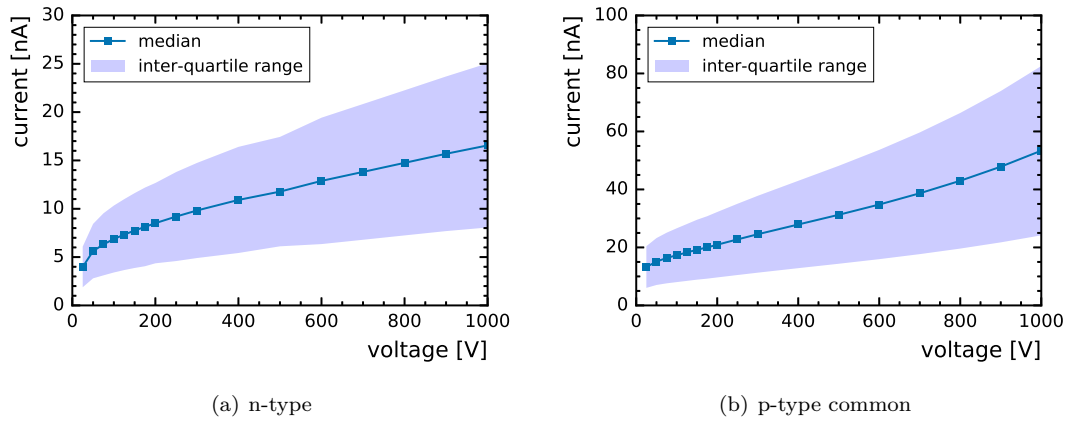 30
25
20
15
10
5
0
current [nA]
median
inter-quartile range
0
200
400
600
800
1000
voltage [V]
(a) n-type
100
80
60
40
20
0
current [nA]
median
inter-quartile range
0
200
400
600
800
1000
voltage [V]
(b) p-type common